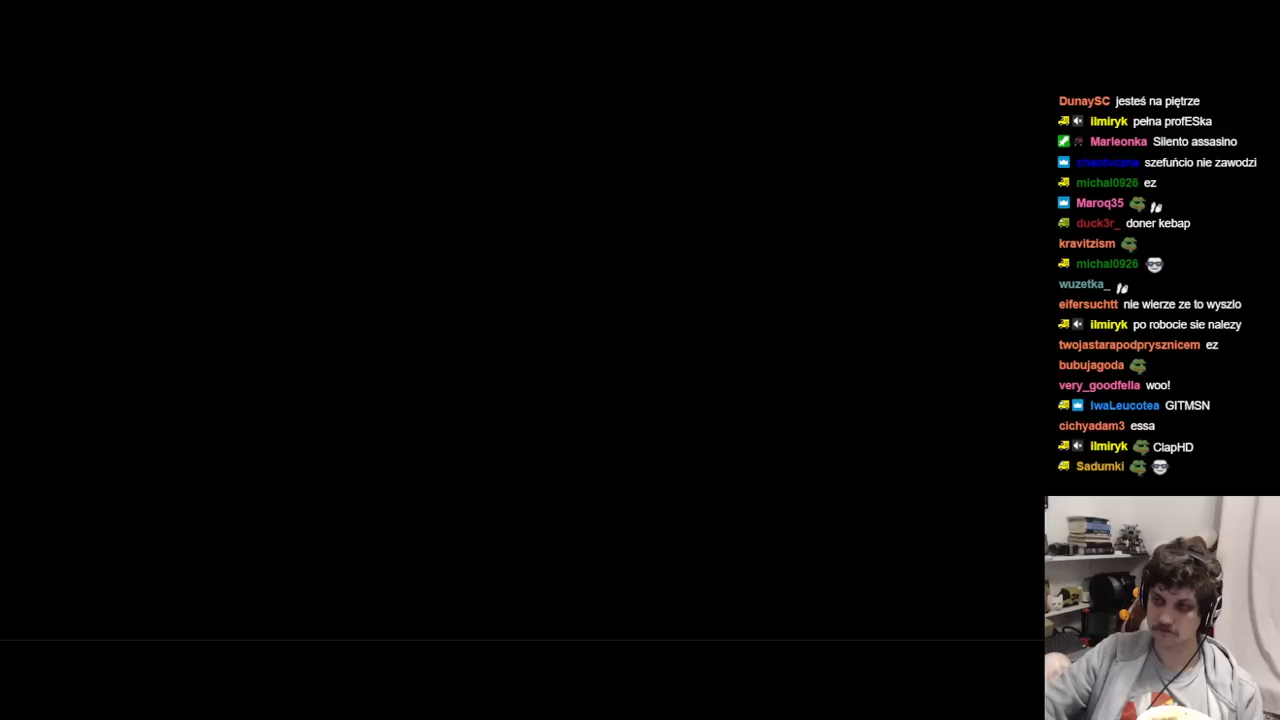 DunaySC jesteś na piętrze
ilmiryk pełna profESka
Marleonka Silento assasino
szefuńcio nie zawodzi
michal0926 ez
Maroq35
duck3r_ doner kebap
kravitzism
michal0926
wuzetka_
eifersuchtt nie wierze ze to wyszlo
ilmiryk po robocie sie nalezy
twojastarapodprysznicem ez
bubujagoda
very_goodfella woo!
IwaLeucotea GITMSN
cichyadam3 essa
ilmiryk ClapHD
Sadumki